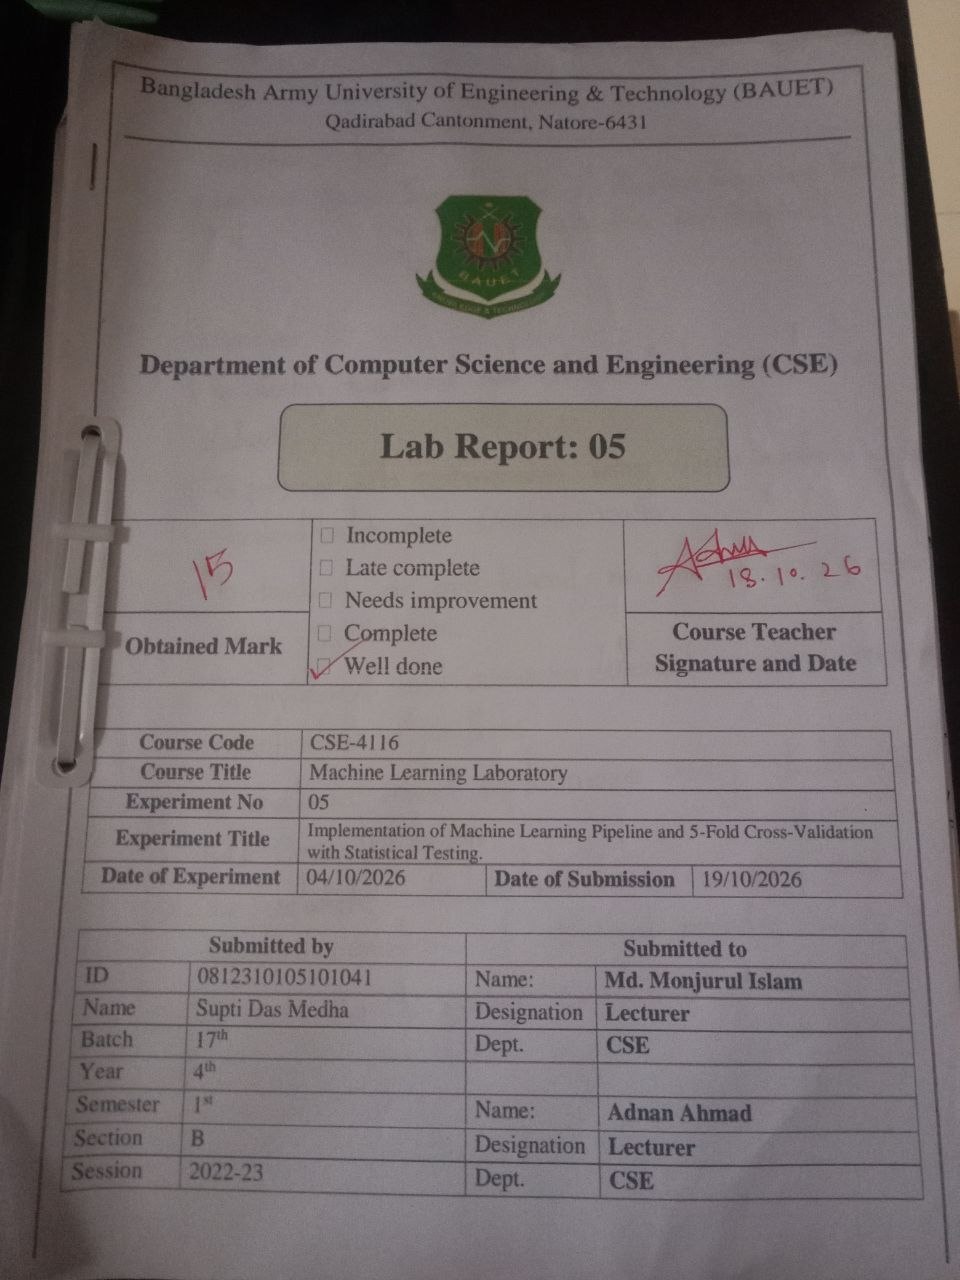 Bangladesh Army University of Engineering & Technology (BAUET)
Qadirabad Cantonment, Natore-6431
BAUET
Department of Computer Science and Engineering (CSE)
Lab Report: 05
15
Obtained Mark
☐ Incomplete
☐ Late complete
☐ Needs improvement
☐ Complete
☑ Well done
18.10.26
Course Teacher
Signature and Date
Course Code CSE-4116
Course Title Machine Learning Laboratory
Experiment No 05
Experiment Title Implementation of Machine Learning Pipeline and 5-Fold Cross-Validation
with Statistical Testing.
Date of Experiment 04/10/2026 Date of Submission 19/10/2026
Submitted by Submitted to
ID 0812310105101041 Name: Md. Monjurul Islam
Name Supti Das Medha Designation Lecturer
Batch 17th Dept. CSE
Year 4th
Semester 1st Name: Adnan Ahmad
Section B Designation Lecturer
Session 2022-23 Dept. CSE